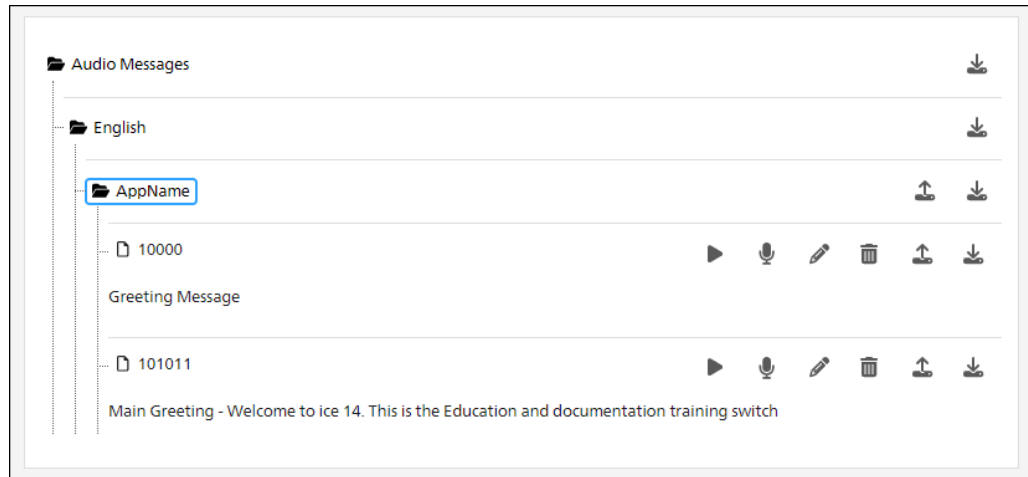 Audio Messages
English
AppName
10000
Greeting Message
101011
Main Greeting - Welcome to ice 14. This is the Education and documentation training switch